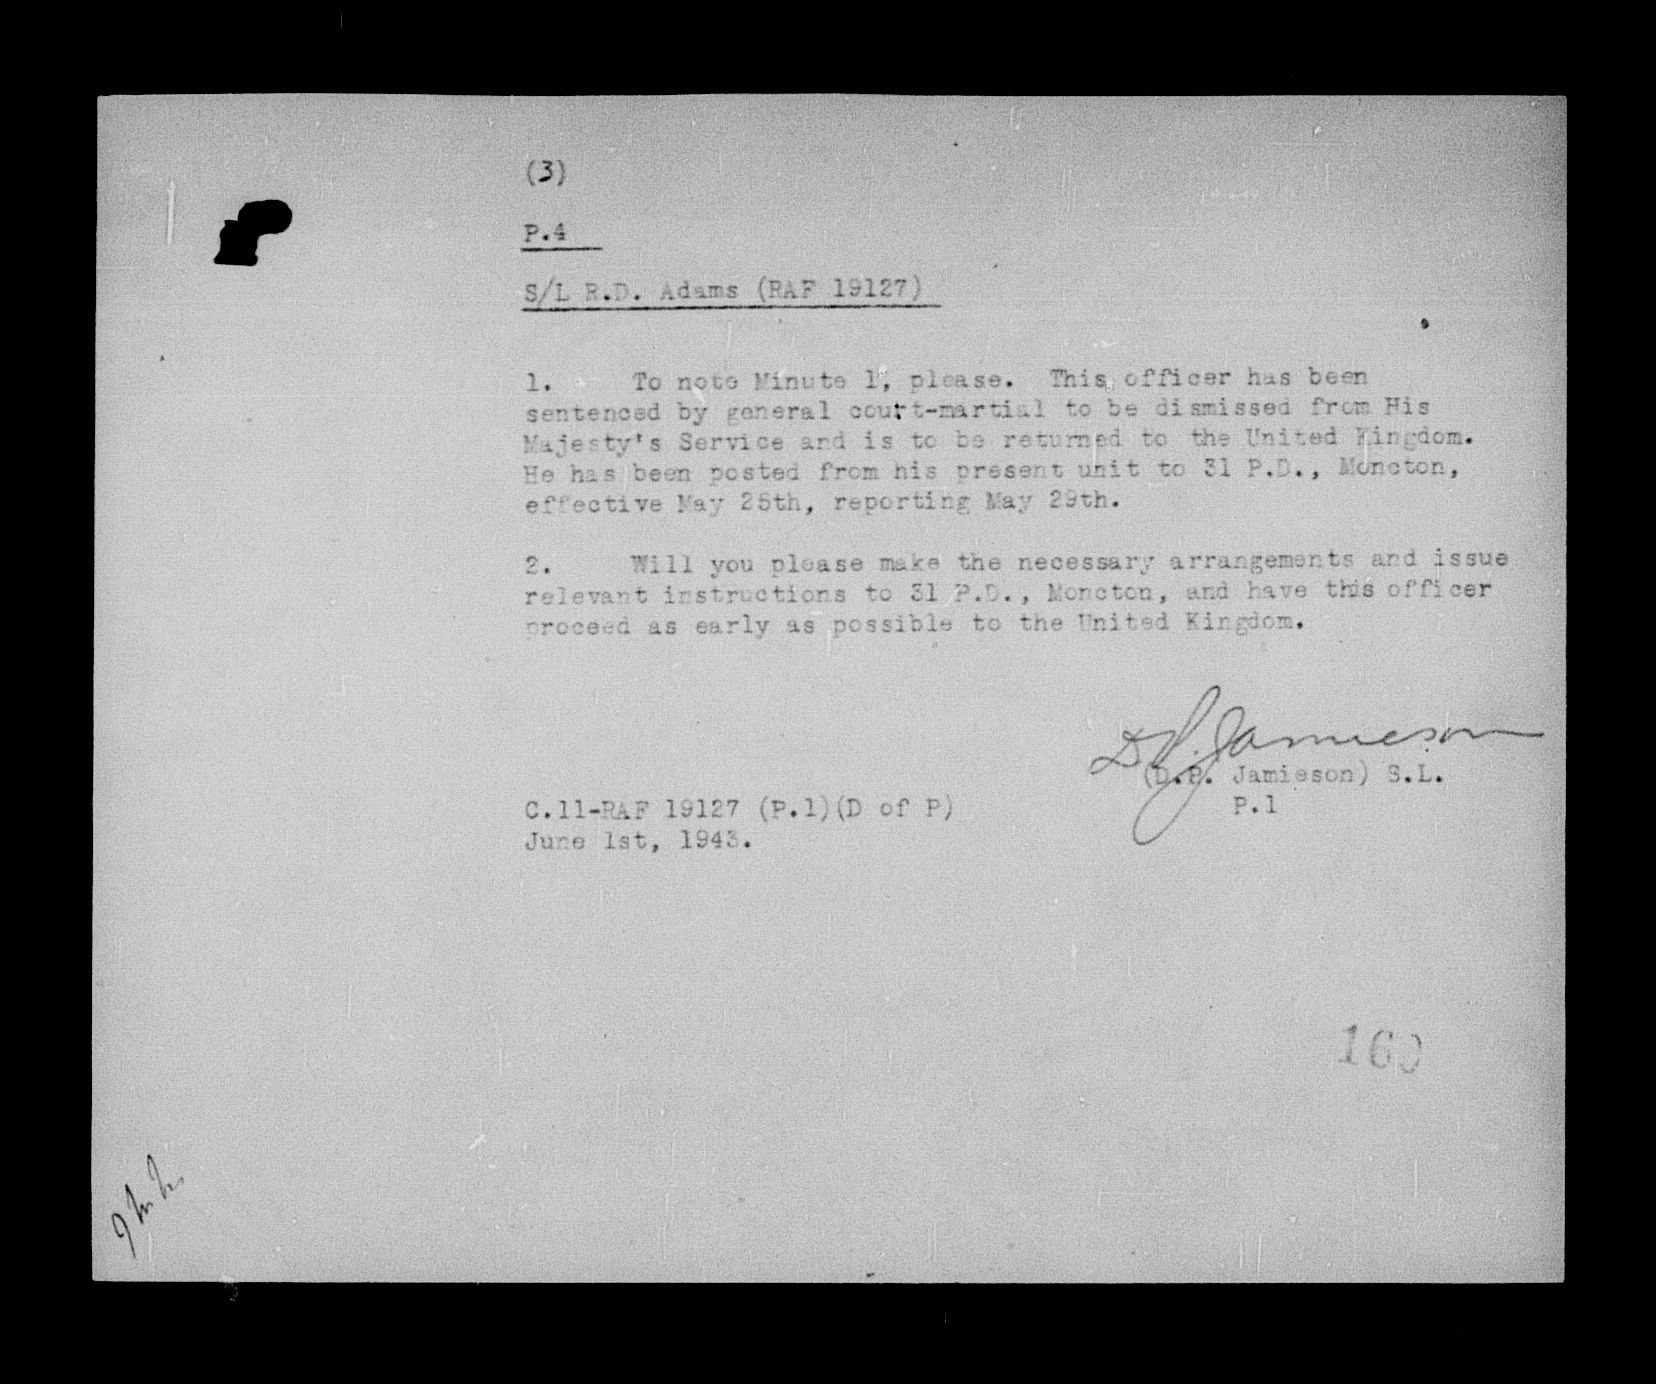 (3)
P.4
S/L R.D. Adams (RAF 19127)
1. To note Minute 1, please. This officer has been
sentenced by general court-martial to be dismissed from His
Majesty's Service and is to be returned to the United Kingdom.
He has been posted from his present unit to 31 P.D., Moncton,
effective May 28th, reporting May 29th.
2. Will you please make the necessary arrangements and issue
relevant instructions to 31 P.D., Moncton, and have this officer
proceed as early as possible to the United Kingdom.
D.P. Jamieson
(D.P. Jamieson) S.L.
P.1
C.11-RAF 19127 (P.1)(D of P)
June 1st, 1943.
160